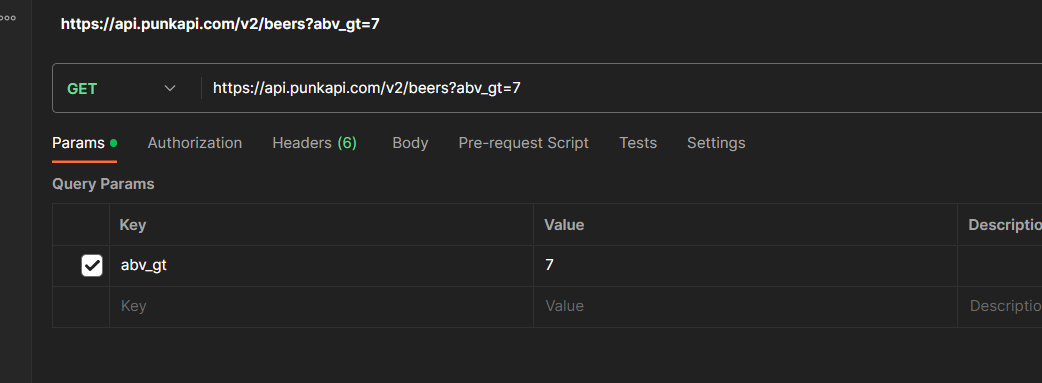 https://api.punkapi.com/v2/beers?abv_gt=7
GET https://api.punkapi.com/v2/beers?abv_gt=7
Params Authorization Headers (6) Body Pre-request Script Tests Settings
Query Params
Key Value Descriptio
abv_gt 7
Key Value Descriptio